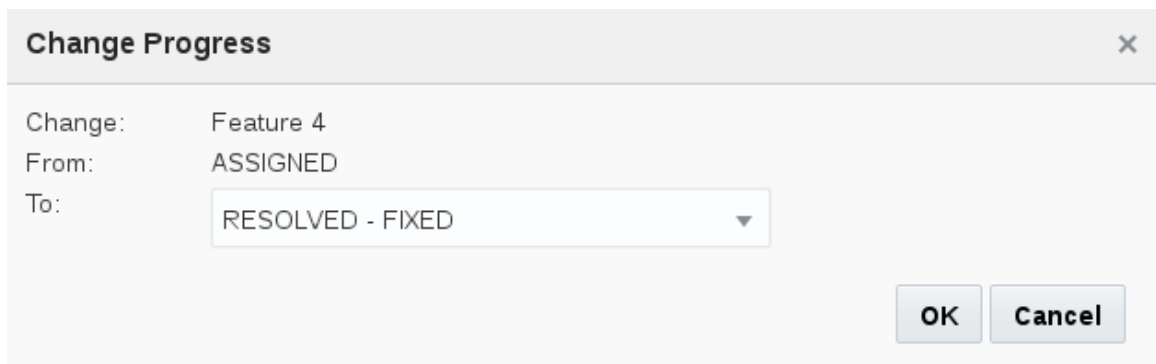 Change Progress
Change: Feature 4
From: ASSIGNED
To: RESOLVED - FIXED
OK Cancel